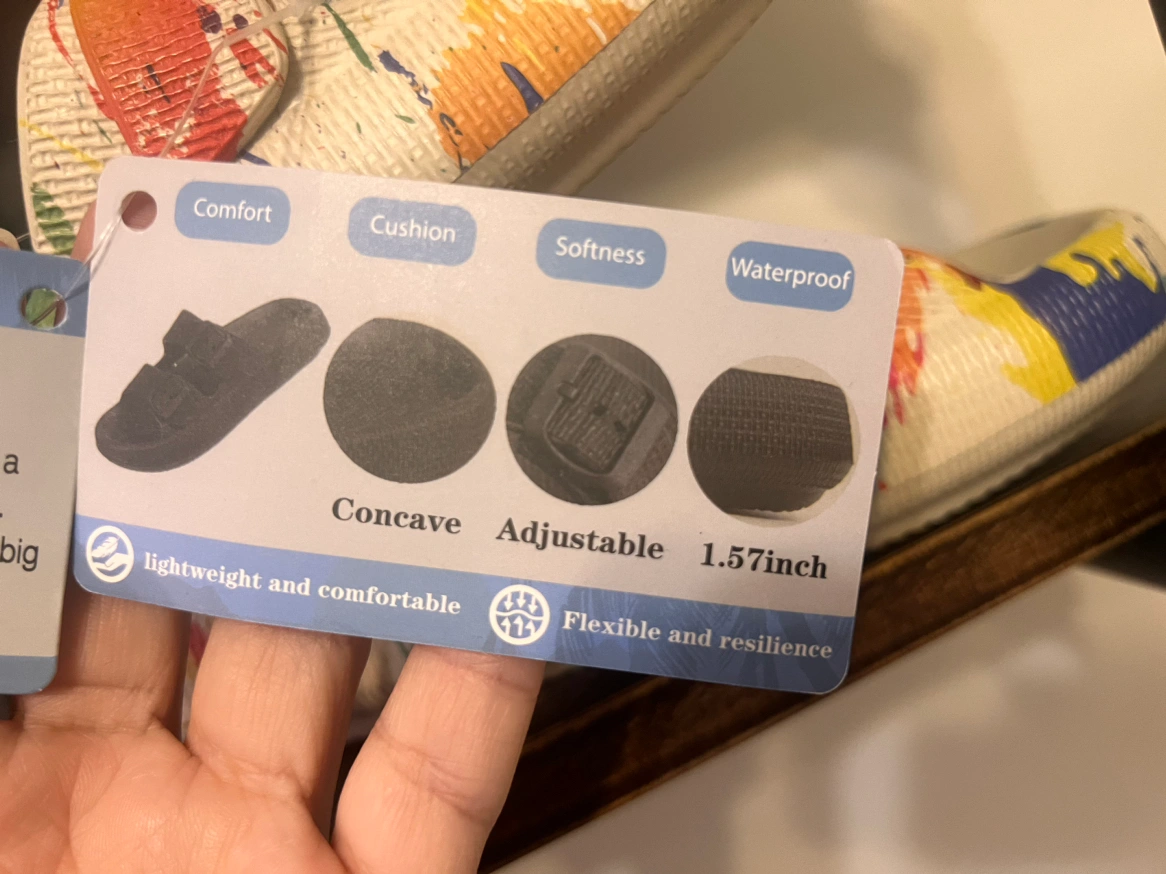 Comfort
Cushion
Softness
Waterproof
Concave
Adjustable
1.57inch
lightweight and comfortable
Flexible and resilience
a
.
big